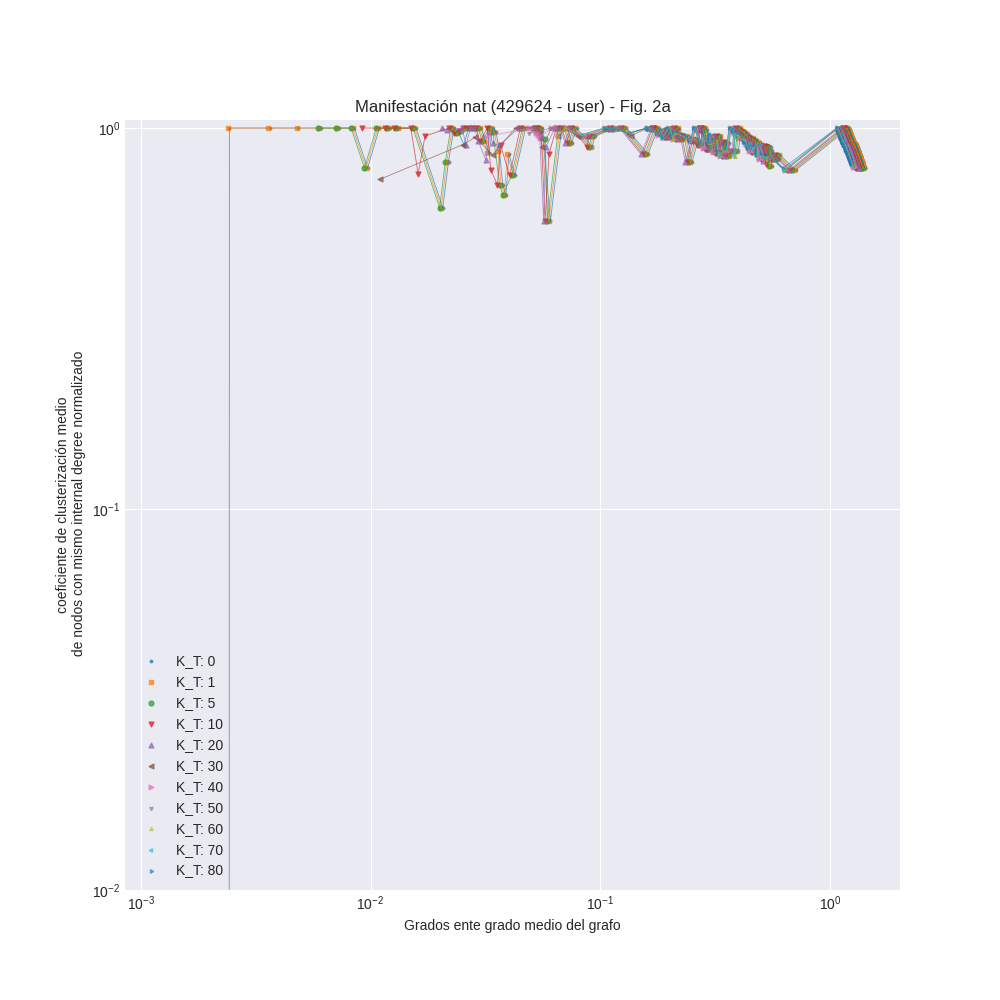 Manifestación nat (429624 - user) - Fig. 2a
10⁰
10⁻¹
10⁻²
coeficiente de clusterización medio
de nodos con mismo internal degree normalizado
K_T: 0
K_T: 1
K_T: 5
K_T: 10
K_T: 20
K_T: 30
K_T: 40
K_T: 50
K_T: 60
K_T: 70
K_T: 80
10⁻³ 10⁻² 10⁻¹ 10⁰
Grados ente grado medio del grafo